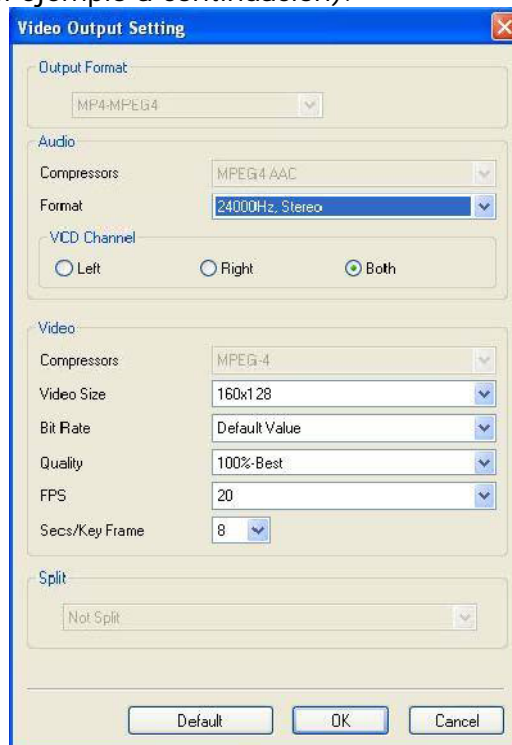 ejemplo a continuación).
Video Output Setting
Output Format
MP4-MPEG4
Audio
Compressors MPEG4 AAC
Format 24000Hz, Stereo
VCD Channel
Left Right Both
Video
Compressors MPEG-4
Video Size 160x128
Bit Rate Default Value
Quality 100%-Best
FPS 20
Secs/Key Frame 8
Split
Not Split
Default OK Cancel